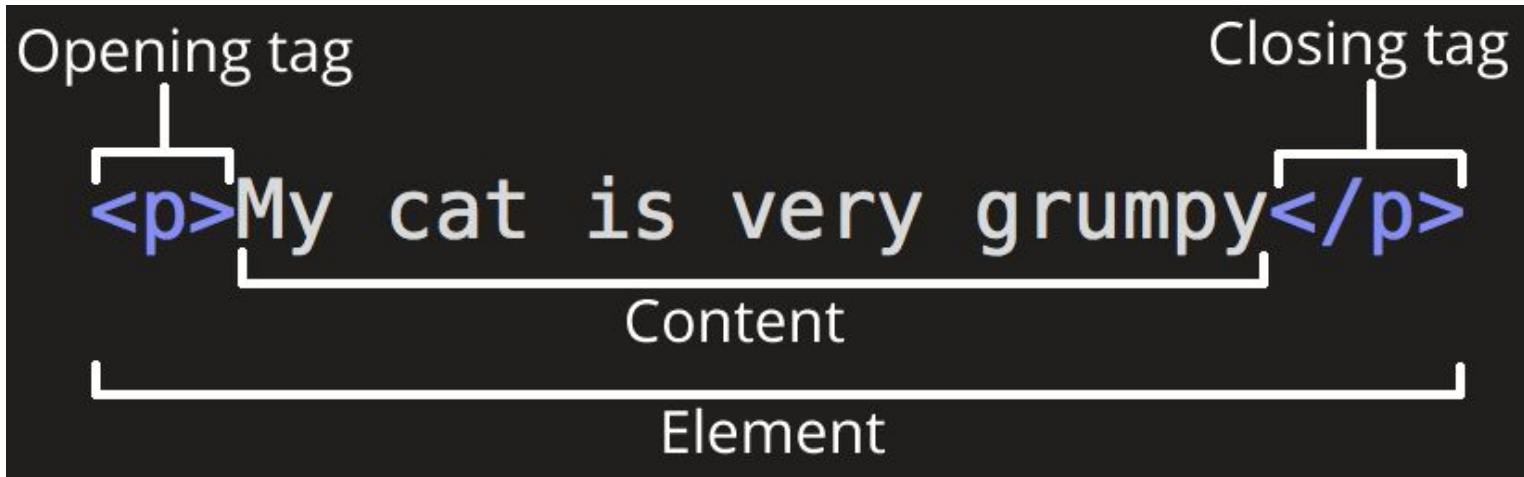 Opening tag
Closing tag
<p>My cat is very grumpy</p>
Content
Element